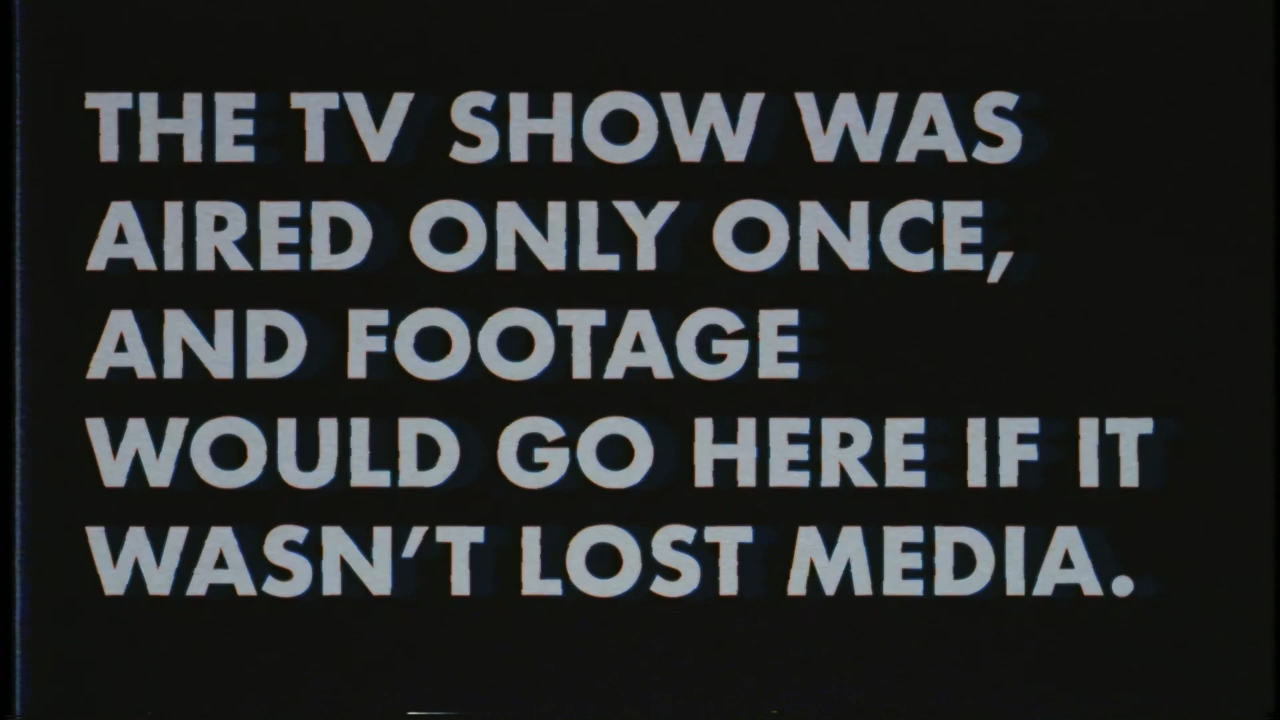 THE TV SHOW WAS
AIRED ONLY ONCE,
AND FOOTAGE
WOULD GO HERE IF IT
WASN'T LOST MEDIA.